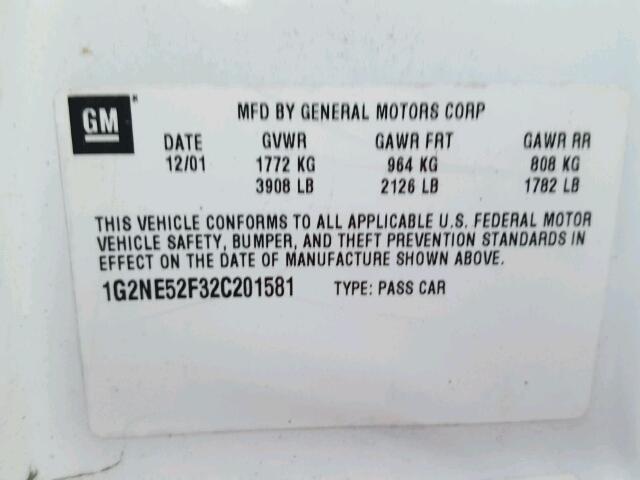 GM
MFD BY GENERAL MOTORS CORP
DATE GVWR GAWR FRT GAWR RR
12/01 1772 KG 964 KG 808 KG
3908 LB 2126 LB 1782 LB
THIS VEHICLE CONFORMS TO ALL APPLICABLE U.S. FEDERAL MOTOR
VEHICLE SAFETY, BUMPER, AND THEFT PREVENTION STANDARDS IN
EFFECT ON THE DATE OF MANUFACTURE SHOWN ABOVE.
1G2NE52F32C201581 TYPE: PASS CAR